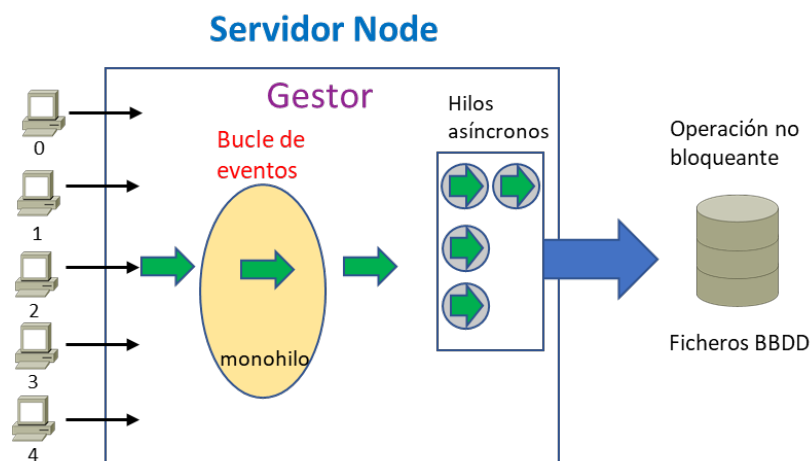 Servidor Node
Gestor
Hilos
asíncronos
Operación no
bloqueante
Bucle de
eventos
0
1
2
3
4
monohilo
Ficheros BBDD